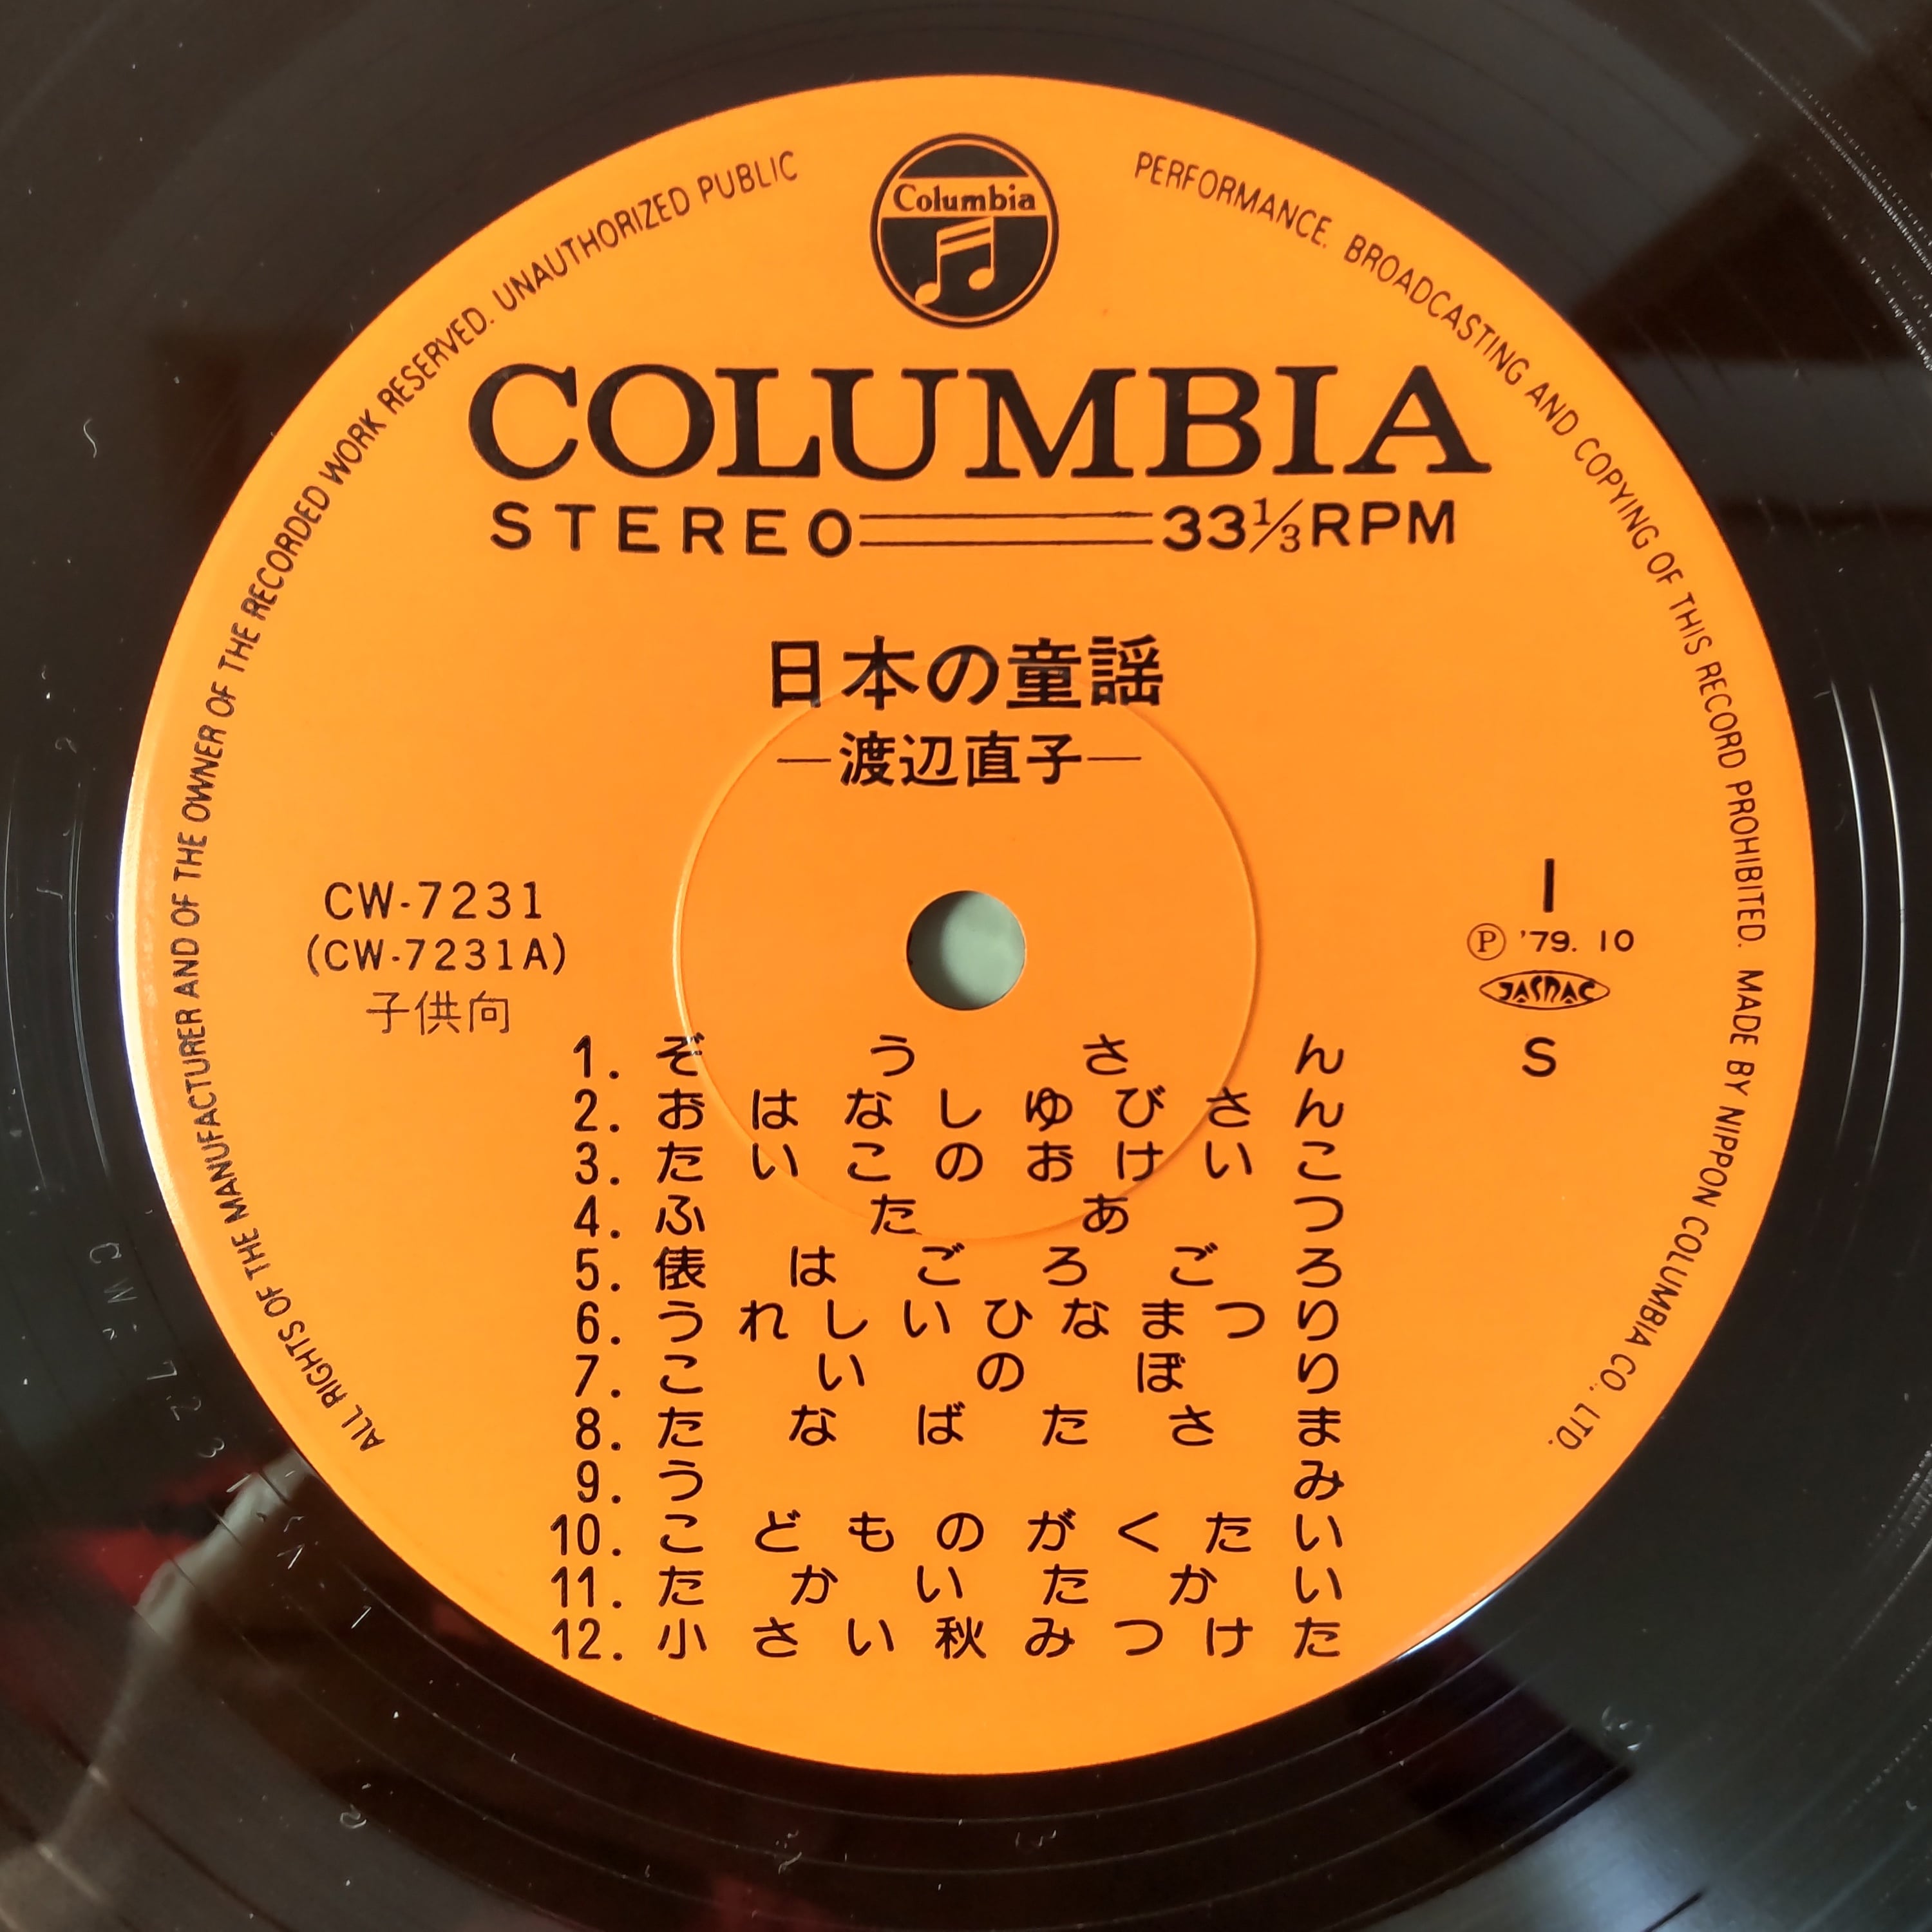 Columbia
COLUMBIA
STEREO 33 1/3 RPM
日本の童謡
—渡辺直子—
CW-7231
(CW-7231A)
子供向
I
Ⓟ '79. 10
JASRAC
S
1. ぞうさん
2. おはなしゆびさん
3. たいこのおけいこ
4. ふたあつ
5. 俵はごろごろ
6. うれしいひなまつり
7. こいのぼり
8. たなばたさま
9. うみ
10. こどものがくたい
11. たかいたかい
12. 小さい秋みつけた
ALL RIGHTS OF THE MANUFACTURER AND OF THE OWNER OF THE RECORDED WORK RESERVED. UNAUTHORIZED PUBLIC PERFORMANCE. BROADCASTING AND COPYING OF THIS RECORD PROHIBITED. MADE BY NIPPON COLUMBIA CO., LTD.